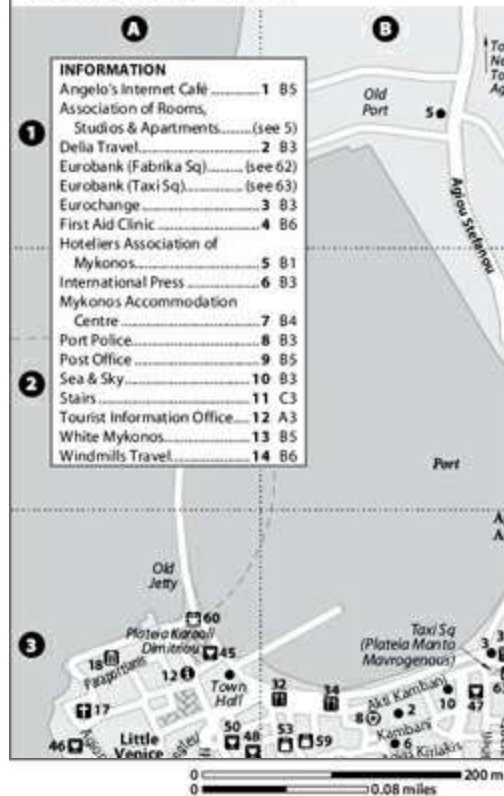 A
B
INFORMATION
Angelo's Internet Café 1 B5
Association of Rooms,
Studios & Apartments (see 5)
Delia Travel 2 B3
Eurobank (Fabrika Sq) (see 62)
Eurobank (Taxi Sq) (see 63)
Eurochange 3 B3
First Aid Clinic 4 B6
Hoteliers Association of
Mykonos 5 B1
International Press 6 B3
Mykonos Accommodation
Centre 7 B4
Port Police 8 B3
Post Office 9 B5
Sea & Sky 10 B3
Stairs 11 C3
Tourist Information Office 12 A3
White Mykonos 13 B5
Windmills Travel 14 B6
1
2
3
To
To
Old
Port
5
Agiou Stefanou
Port
Old
Jetty
60
Plateia Karaoli
Dimitriou
45
18
Paraportianis
12
Town
Hall
17
46
Little
Venice
50
48
32
53
59
34
8
Akti Kambani
2
10
47
Kambani
6
Taxi Sq
(Plateia Manto
Mavrogenous)
3
0 200 m
0 0.08 miles